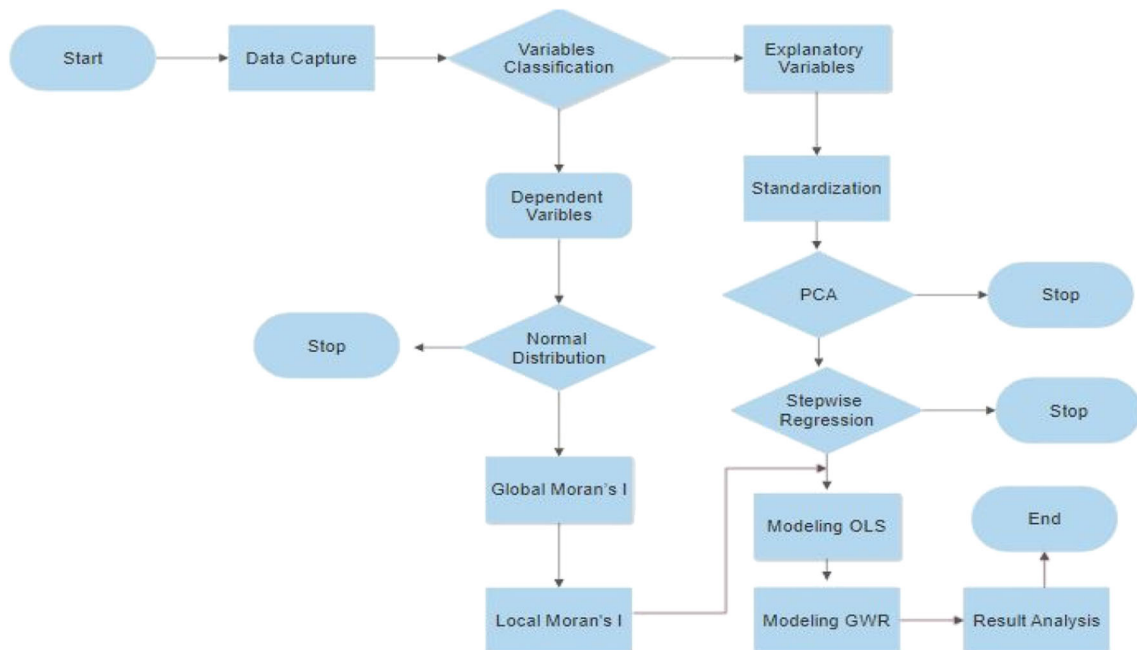 Start
Data Capture
Variables
Classification
Explanatory
Variables
Dependent
Varibles
Standardization
PCA
Stop
Stop
Normal
Distribution
Stepwise
Regression
Stop
Global Moran's I
Modeling OLS
End
Local Moran's I
Modeling GWR
Result Analysis